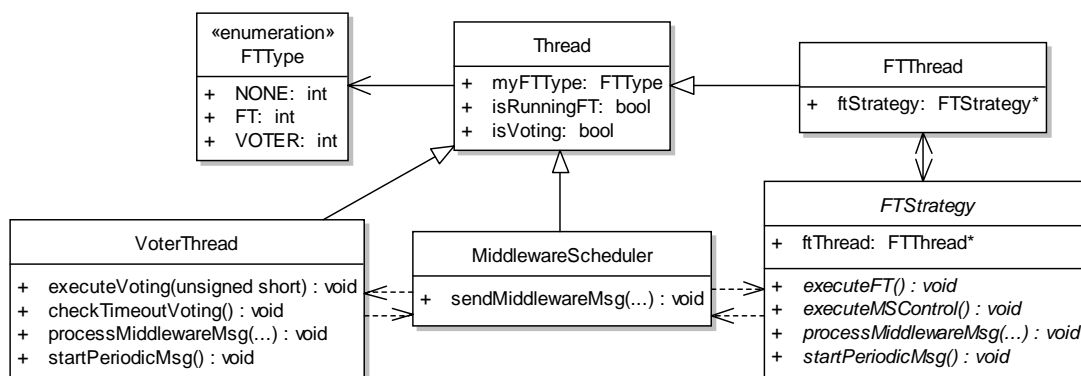 «enumeration»
FTType
+ NONE: int
+ FT: int
+ VOTER: int
Thread
+ myFTType: FTType
+ isRunningFT: bool
+ isVoting: bool
FTThread
+ ftStrategy: FTStrategy*
VoterThread
+ executeVoting(unsigned short) : void
+ checkTimeoutVoting() : void
+ processMiddlewareMsg(...) : void
+ startPeriodicMsg() : void
MiddlewareScheduler
+ sendMiddlewareMsg(...) : void
FTStrategy
+ ftThread: FTThread*
+ executeFT() : void
+ executeMSControl() : void
+ processMiddlewareMsg(...) : void
+ startPeriodicMsg() : void